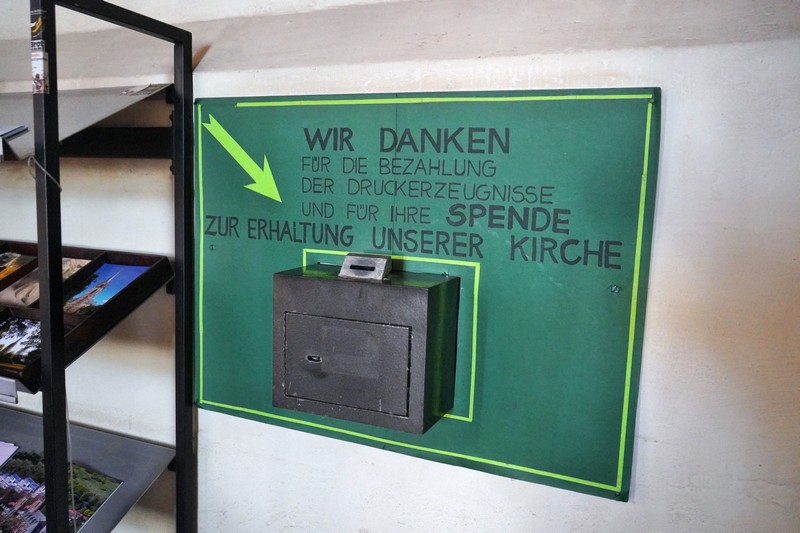 WIR DANKEN
FÜR DIE BEZAHLUNG
DER DRUCKERZEUGNISSE
UND FÜR IHRE SPENDE
ZUR ERHALTUNG UNSERER KIRCHE